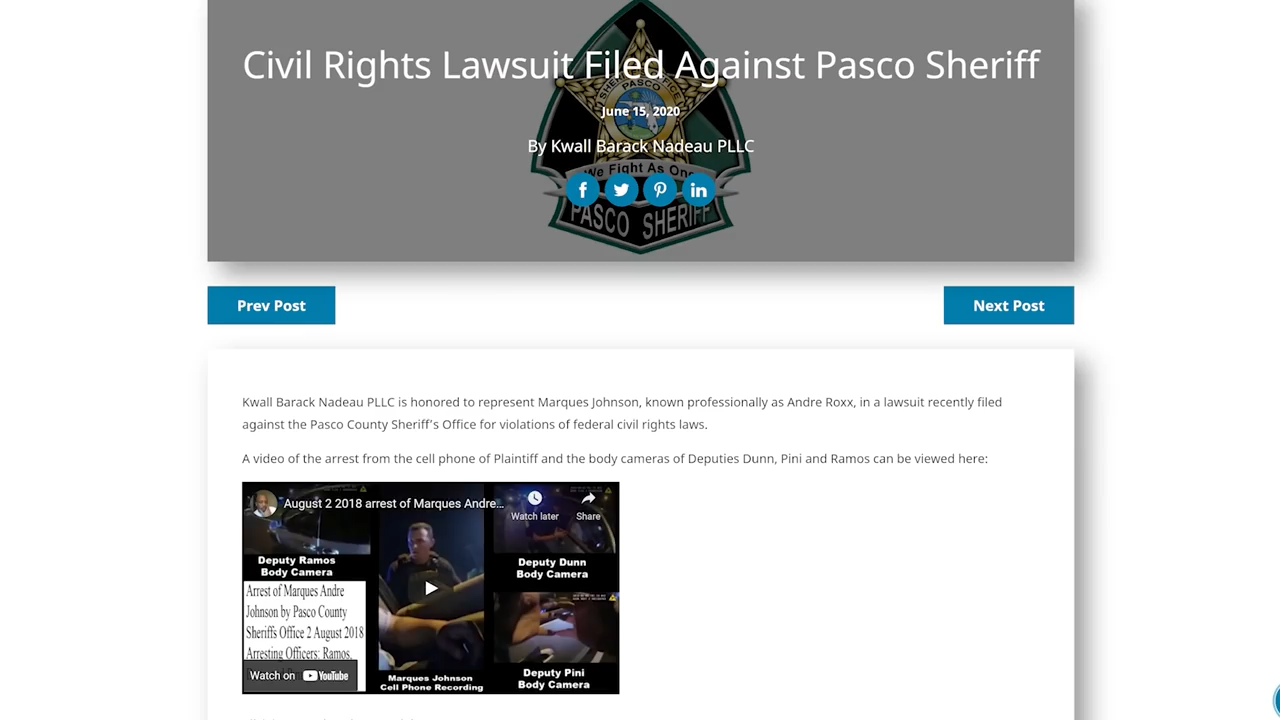 Civil Rights Lawsuit Filed Against Pasco Sheriff
SHERIFF'S OFFICE
PASCO
June 15, 2020
By Kwall Barack Nadeau PLLC
We Fight As One
PASCO SHERIFF
Prev Post
Next Post
Kwall Barack Nadeau PLLC is honored to represent Marques Johnson, known professionally as Andre Roxx, in a lawsuit recently filed
against the Pasco County Sheriff's Office for violations of federal civil rights laws.
A video of the arrest from the cell phone of Plaintiff and the body cameras of Deputies Dunn, Pini and Ramos can be viewed here:
August 2 2018 arrest of Marques Andre...
Watch later
Share
Deputy Ramos
Body Camera
Deputy Dunn
Body Camera
Arrest of Marques Andre
Johnson by Pasco County
Sheriffs Office 2 August 2018
Arresting Officers: Ramos,
Watch on YouTube
Marques Johnson
Cell Phone Recording
Deputy Pini
Body Camera